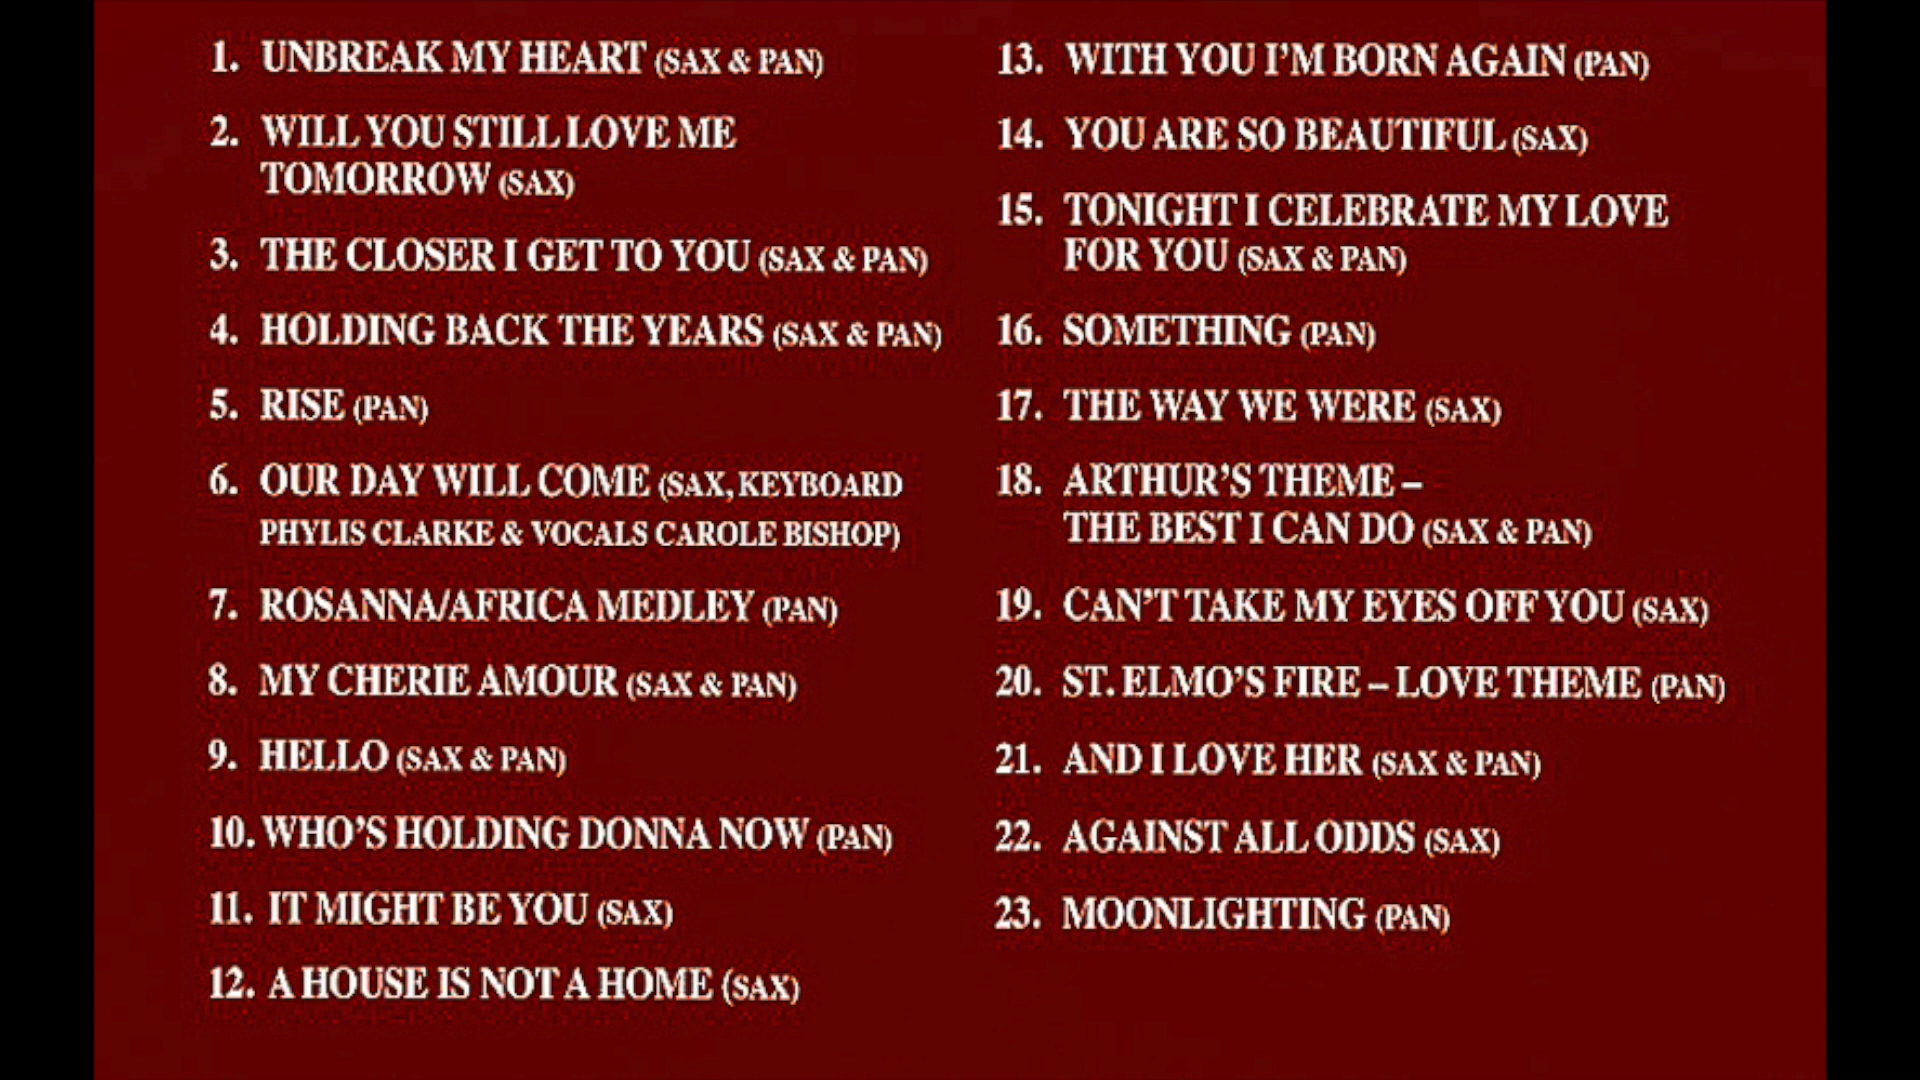 1. UNBREAK MY HEART (SAX & PAN)
2. WILL YOU STILL LOVE ME
TOMORROW (SAX)
3. THE CLOSER I GET TO YOU (SAX & PAN)
4. HOLDING BACK THE YEARS (SAX & PAN)
5. RISE (PAN)
6. OUR DAY WILL COME (SAX, KEYBOARD
PHYLIS CLARKE & VOCALS CAROLE BISHOP)
7. ROSANNA/AFRICA MEDLEY (PAN)
8. MY CHERIE AMOUR (SAX & PAN)
9. HELLO (SAX & PAN)
10. WHO'S HOLDING DONNA NOW (PAN)
11. IT MIGHT BE YOU (SAX)
12. A HOUSE IS NOT A HOME (SAX)
13. WITH YOU I'M BORN AGAIN (PAN)
14. YOU ARE SO BEAUTIFUL (SAX)
15. TONIGHT I CELEBRATE MY LOVE
FOR YOU (SAX & PAN)
16. SOMETHING (PAN)
17. THE WAY WE WERE (SAX)
18. ARTHUR'S THEME –
THE BEST I CAN DO (SAX & PAN)
19. CAN'T TAKE MY EYES OFF YOU (SAX)
20. ST. ELMO'S FIRE – LOVE THEME (PAN)
21. AND I LOVE HER (SAX & PAN)
22. AGAINST ALL ODDS (SAX)
23. MOONLIGHTING (PAN)